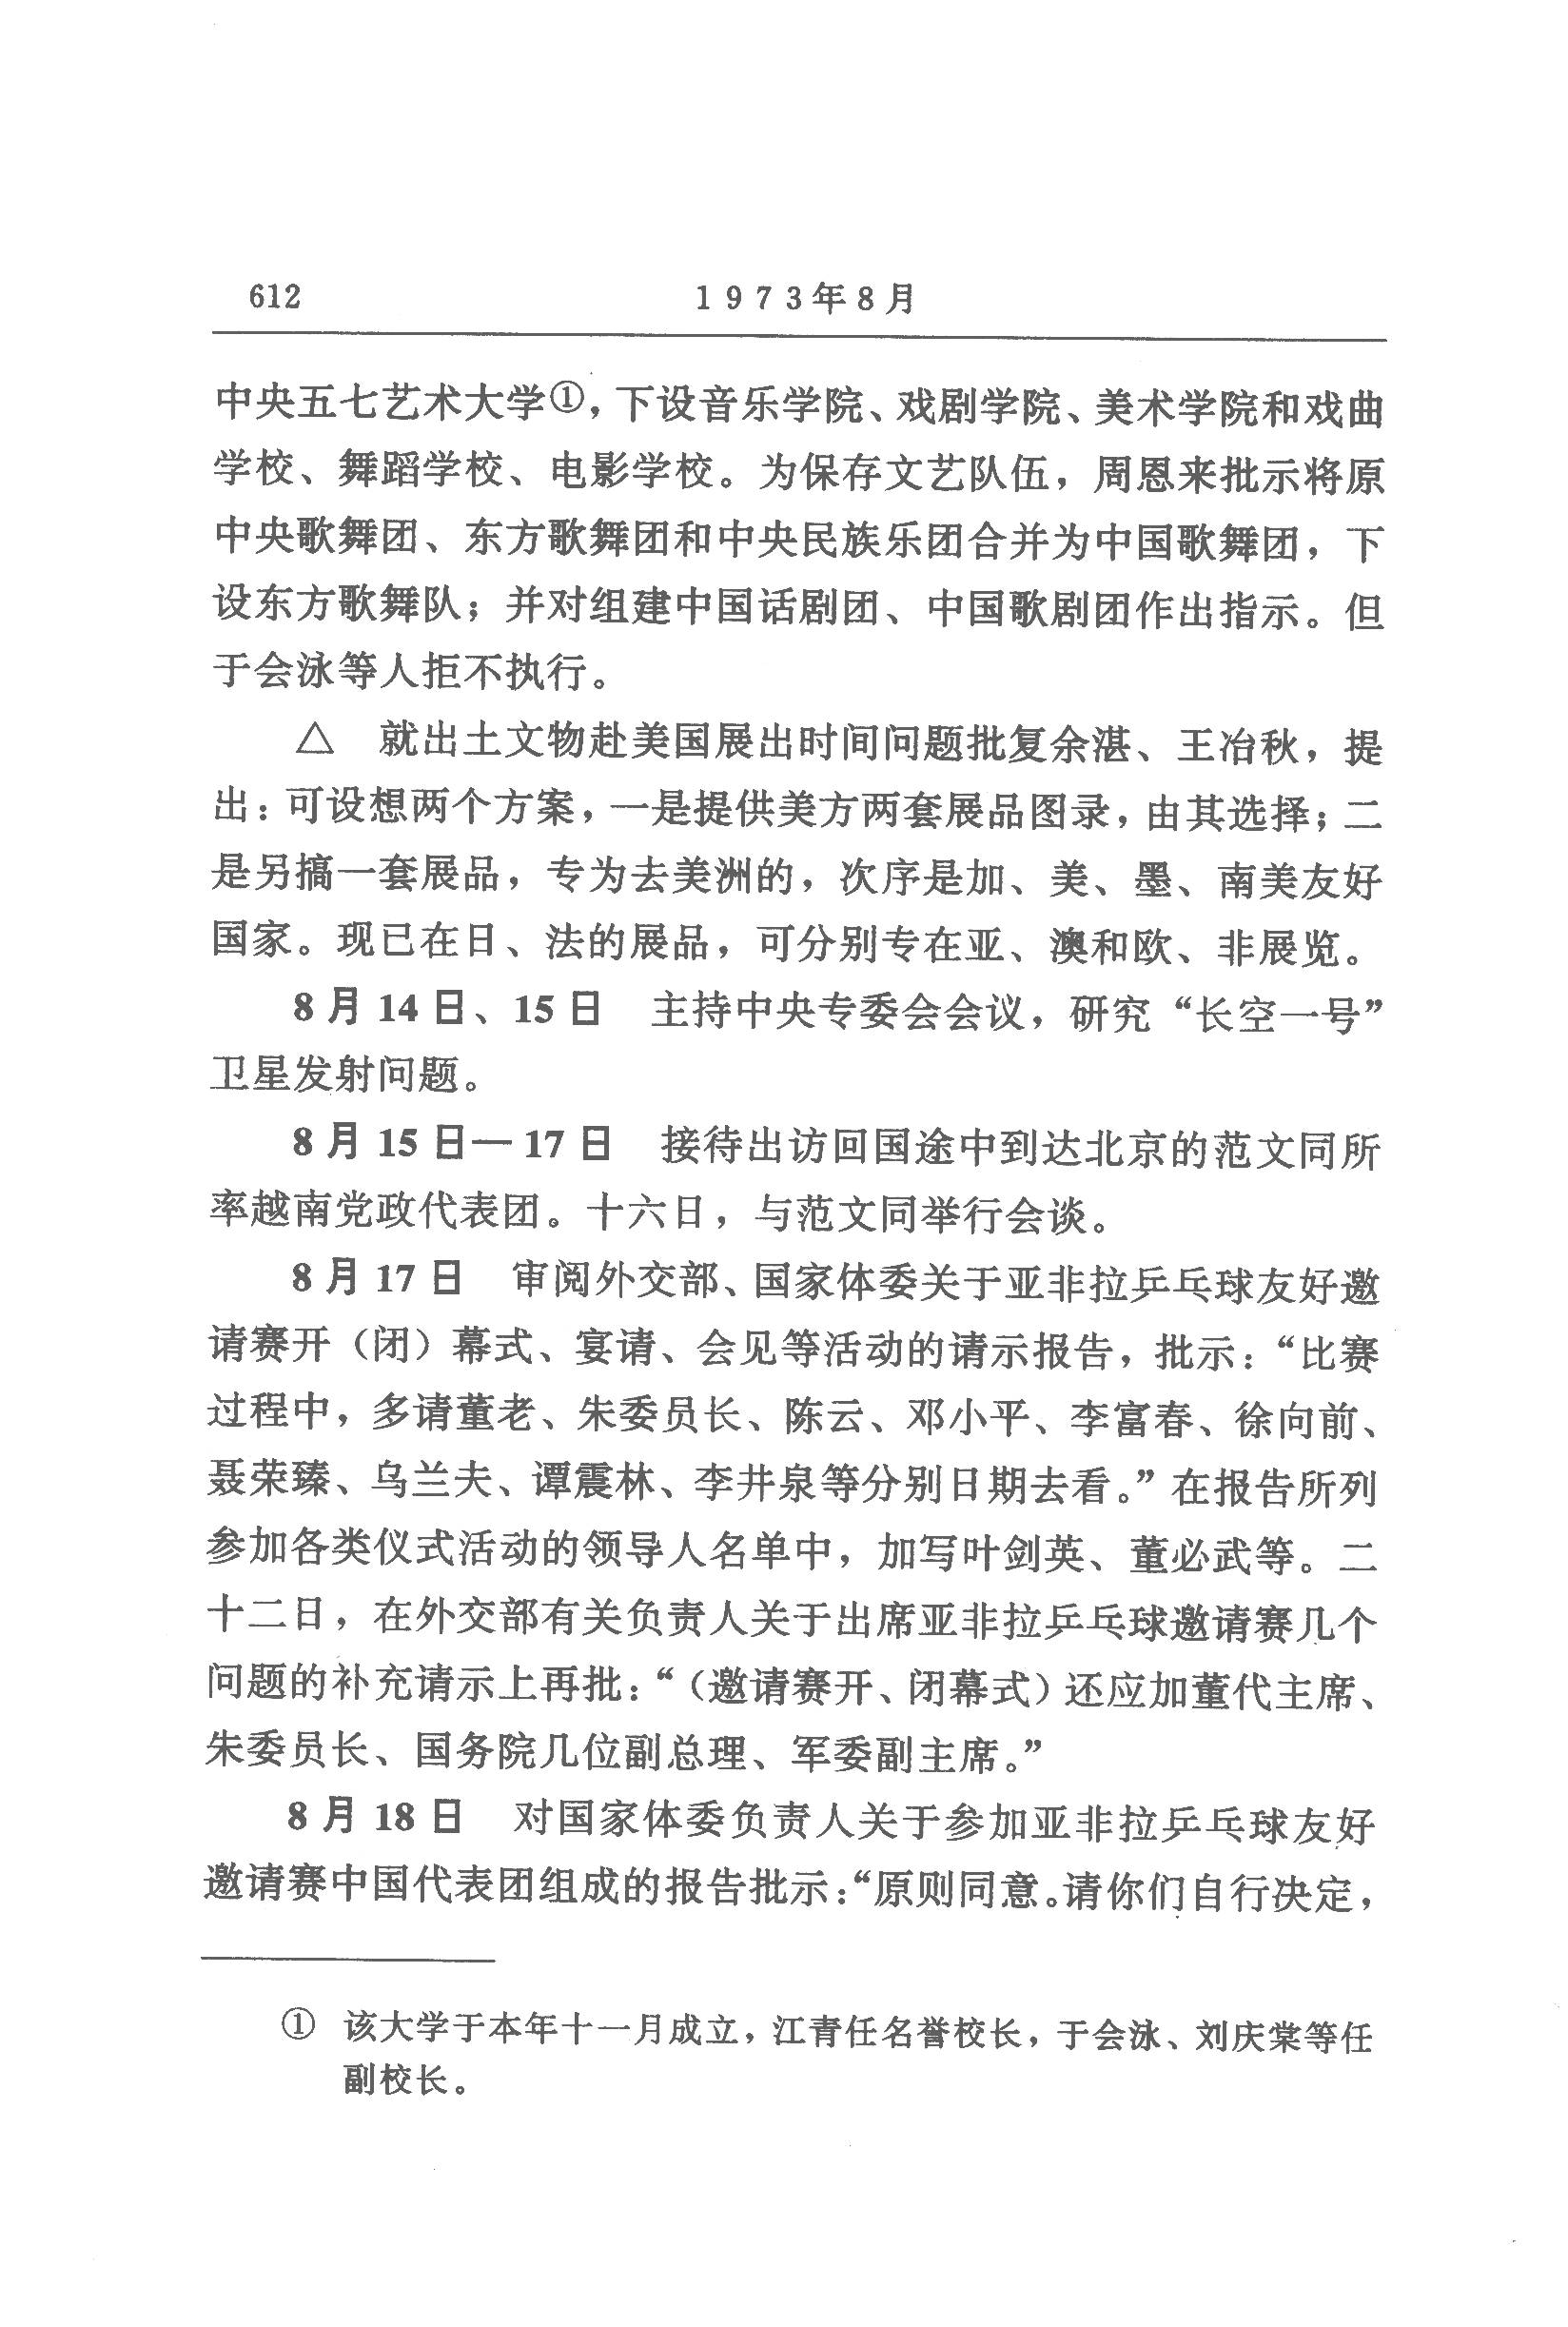 612
1973年8月
中央五七艺术大学①，下设音乐学院、戏剧学院、美术学院和戏曲
学校、舞蹈学校、电影学校。为保存文艺队伍，周恩来批示将原
中央歌舞团、东方歌舞团和中央民族乐团合并为中国歌舞团，下
设东方歌舞队；并对组建中国话剧团、中国歌剧团作出指示。但
于会泳等人拒不执行。
△　就出土文物赴美国展出时间问题批复余湛、王冶秋，提
出：可设想两个方案，一是提供美方两套展品图录，由其选择；二
是另搞一套展品，专为去美洲的，次序是加、美、墨、南美友好
国家。现已在日、法的展品，可分别专在亚、澳和欧、非展览。
8月14日、15日　主持中央专委会会议，研究“长空一号”
卫星发射问题。
8月15日—17日　接待出访回国途中到达北京的范文同所
率越南党政代表团。十六日，与范文同举行会谈。
8月17日　审阅外交部、国家体委关于亚非拉乒乓球友好邀
请赛开（闭）幕式、宴请、会见等活动的请示报告，批示：“比赛
过程中，多请董老、朱委员长、陈云、邓小平、李富春、徐向前、
聂荣臻、乌兰夫、谭震林、李井泉等分别日期去看。”在报告所列
参加各类仪式活动的领导人名单中，加写叶剑英、董必武等。二
十二日，在外交部有关负责人关于出席亚非拉乒乓球邀请赛几个
问题的补充请示上再批：“（邀请赛开、闭幕式）还应加董代主席、
朱委员长、国务院几位副总理、军委副主席。”
8月18日　对国家体委负责人关于参加亚非拉乒乓球友好
邀请赛中国代表团组成的报告批示：“原则同意。请你们自行决定，
①　该大学于本年十一月成立，江青任名誉校长，于会泳、刘庆棠等任
副校长。